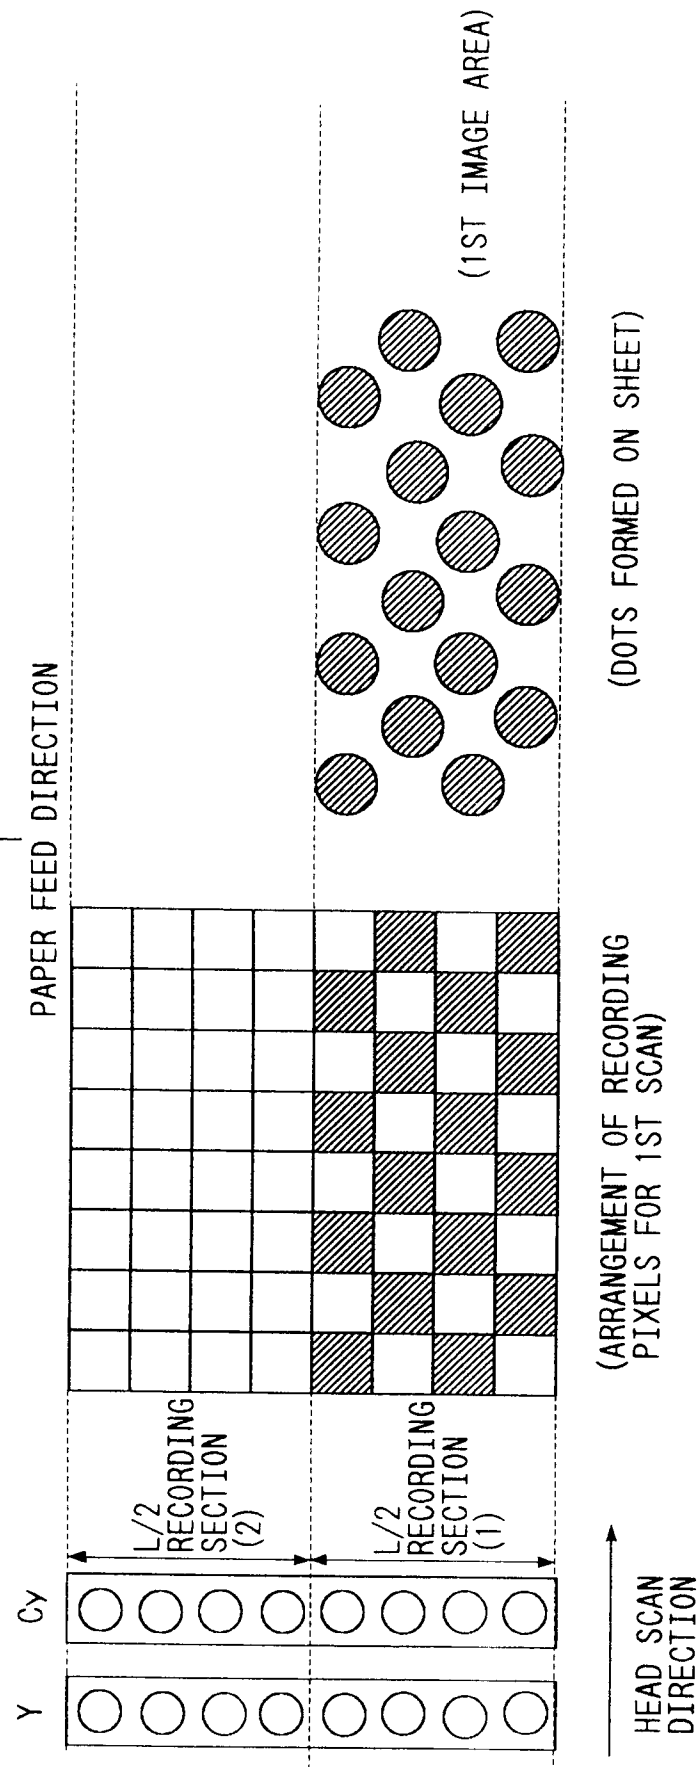 Y
Cy
L/2
RECORDING
SECTION
(2)
L/2
RECORDING
SECTION
(1)
HEAD SCAN
DIRECTION
PAPER FEED DIRECTION
(ARRANGEMENT OF RECORDING
PIXELS FOR 1ST SCAN)
(1ST IMAGE AREA)
(DOTS FORMED ON SHEET)